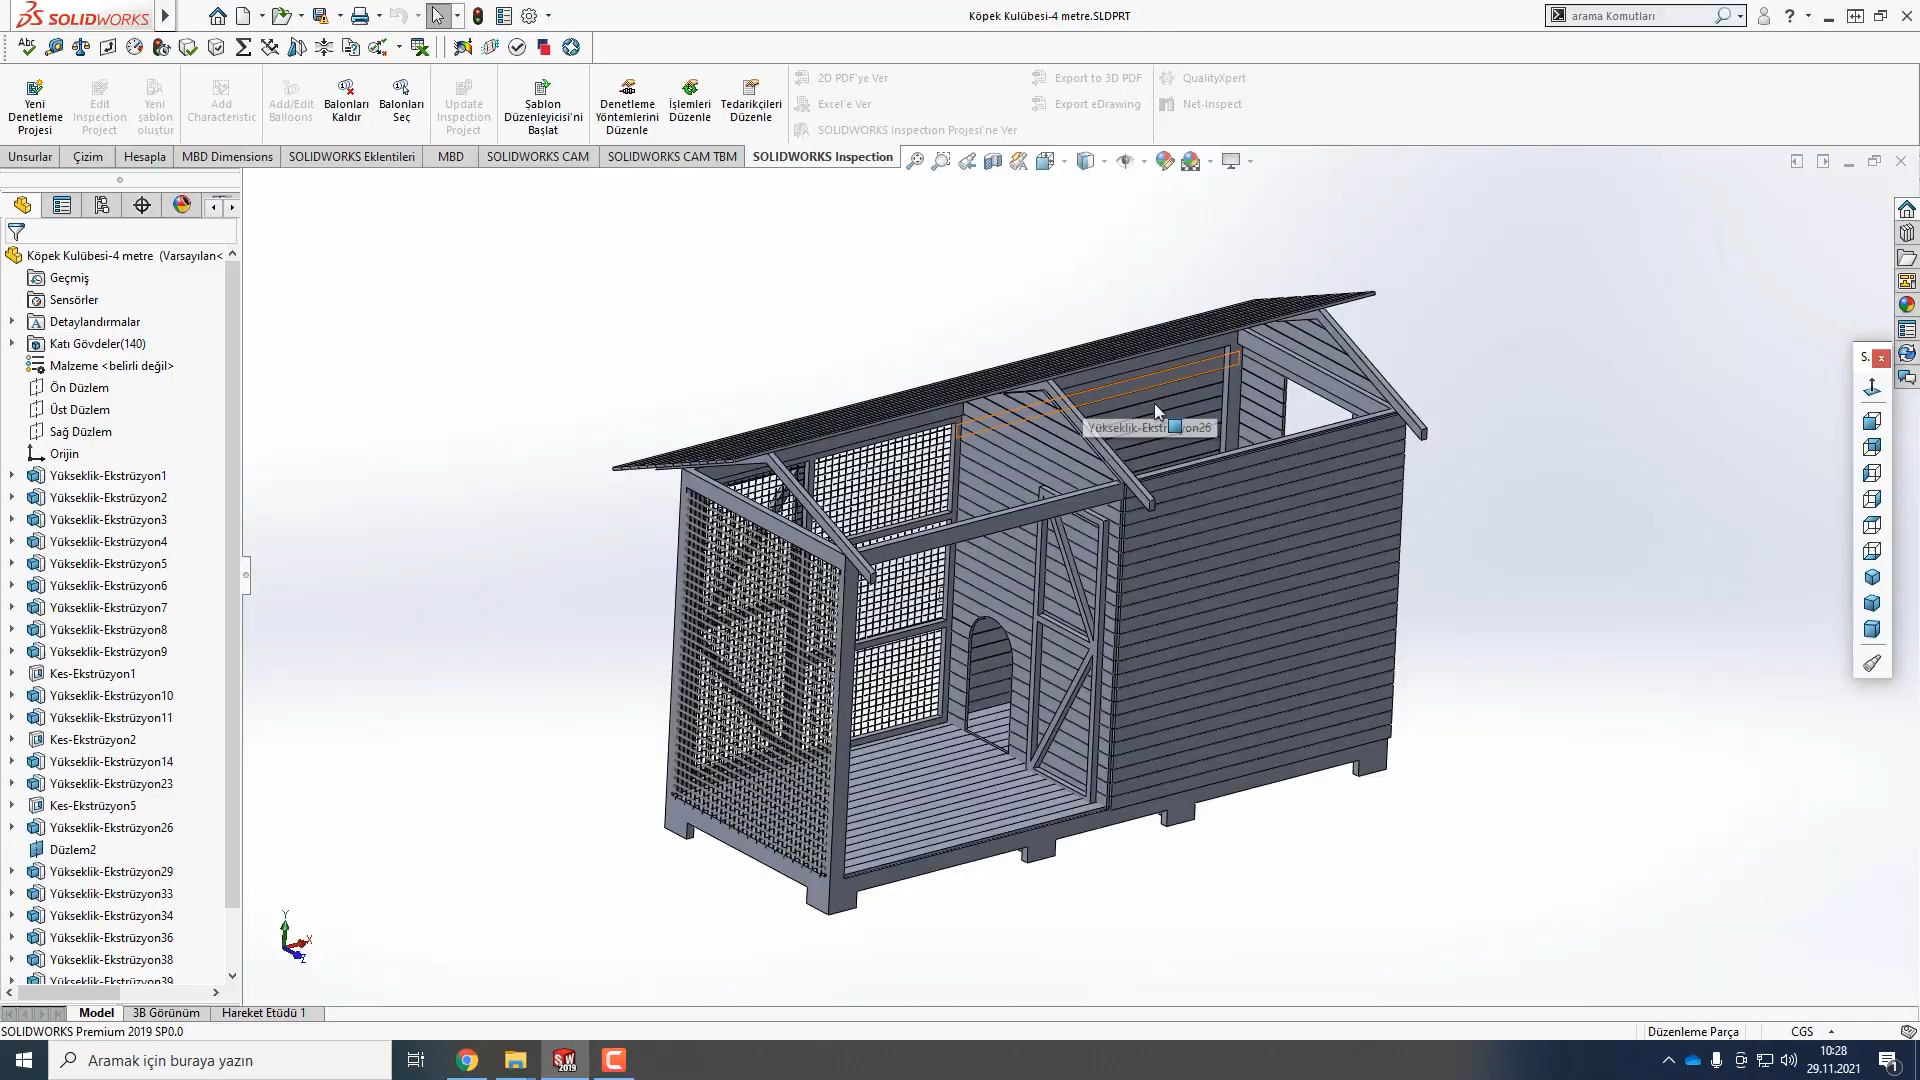 SOLIDWORKS
Köpek Kulübesi-4 metre.SLDPRT
arama Komutları
Yeni Denetleme Projesi
Edit Inspection Project
Yeni şablon oluştur
Add Characteristic
Add/Edit Balloons
Balonları Kaldır
Balonları Seç
Update Inspection Project
Şablon Düzenleyicisi'ni Başlat
Denetleme Yöntemlerini Düzenle
İşlemleri Düzenle
Tedarikçileri Düzenle
2D PDF'ye Ver
Excel'e Ver
SOLIDWORKS Inspection Projesi'ne Ver
Export to 3D PDF
Export eDrawing
QualityXpert
Net-Inspect
Unsurlar
Çizim
Hesapla
MBD Dimensions
SOLIDWORKS Eklentileri
MBD
SOLIDWORKS CAM
SOLIDWORKS CAM TBM
SOLIDWORKS Inspection
Köpek Kulübesi-4 metre (Varsayılan<
Geçmiş
Sensörler
Detaylandırmalar
Katı Gövdeler(140)
Malzeme <belirli değil>
Ön Düzlem
Üst Düzlem
Sağ Düzlem
Orijin
Yükseklik-Ekstrüzyon1
Yükseklik-Ekstrüzyon2
Yükseklik-Ekstrüzyon3
Yükseklik-Ekstrüzyon4
Yükseklik-Ekstrüzyon5
Yükseklik-Ekstrüzyon6
Yükseklik-Ekstrüzyon7
Yükseklik-Ekstrüzyon8
Yükseklik-Ekstrüzyon9
Kes-Ekstrüzyon1
Yükseklik-Ekstrüzyon10
Yükseklik-Ekstrüzyon11
Kes-Ekstrüzyon2
Yükseklik-Ekstrüzyon14
Yükseklik-Ekstrüzyon23
Kes-Ekstrüzyon5
Yükseklik-Ekstrüzyon26
Düzlem2
Yükseklik-Ekstrüzyon29
Yükseklik-Ekstrüzyon33
Yükseklik-Ekstrüzyon34
Yükseklik-Ekstrüzyon36
Yükseklik-Ekstrüzyon38
Yükseklik-Ekstrüzyon39
Yükseklik-Ekstrüzyon26
S.
Y
X
Z
Model
3B Görünüm
Hareket Etüdü 1
SOLIDWORKS Premium 2019 SP0.0
Düzenleme Parça
CGS
Aramak için buraya yazın
10:28
29.11.2021